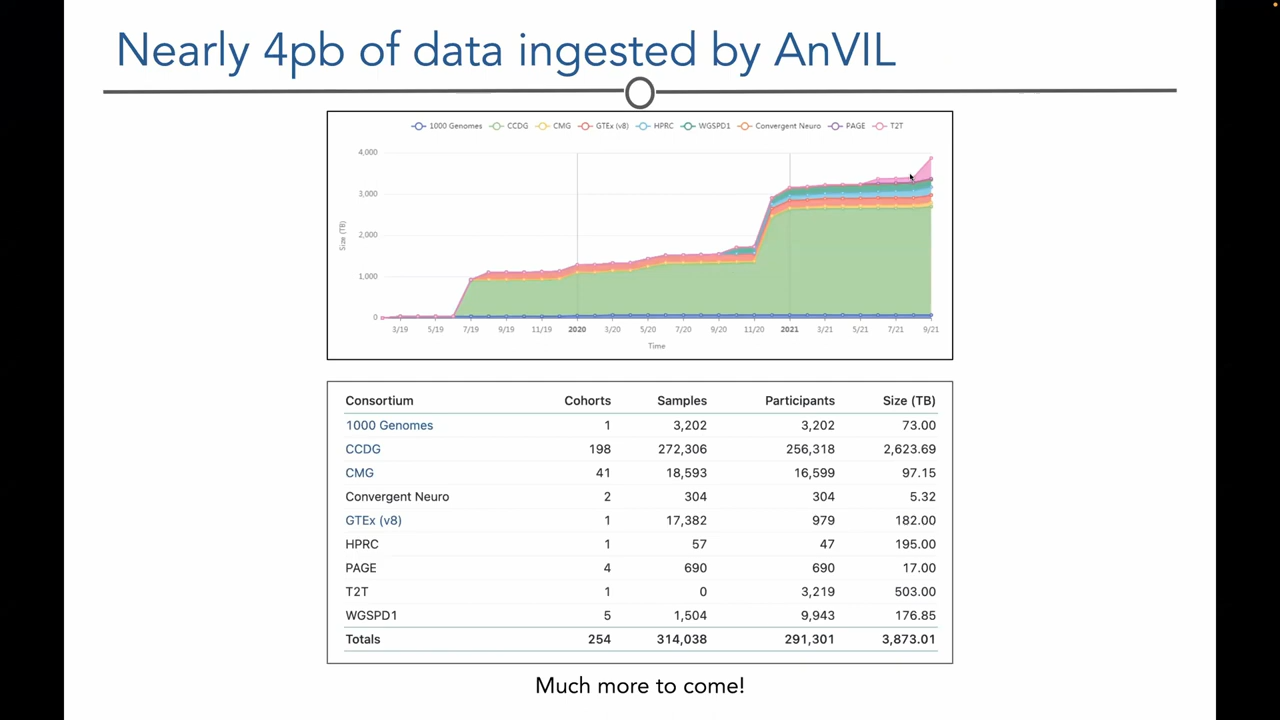 Nearly 4pb of data ingested by AnVIL
1000 Genomes CCDG CMG GTEx (v8) HPRC WGSPD1 Convergent Neuro PAGE T2T
4,000
3,000
2,000
1,000
0
Size (TB)
3/19 5/19 7/19 9/19 11/19 2020 3/20 5/20 7/20 9/20 11/20 2021 3/21 5/21 7/21 9/21
Time
Consortium Cohorts Samples Participants Size (TB)
1000 Genomes 1 3,202 3,202 73.00
CCDG 198 272,306 256,318 2,623.69
CMG 41 18,593 16,599 97.15
Convergent Neuro 2 304 304 5.32
GTEx (v8) 1 17,382 979 182.00
HPRC 1 57 47 195.00
PAGE 4 690 690 17.00
T2T 1 0 3,219 503.00
WGSPD1 5 1,504 9,943 176.85
Totals 254 314,038 291,301 3,873.01
Much more to come!